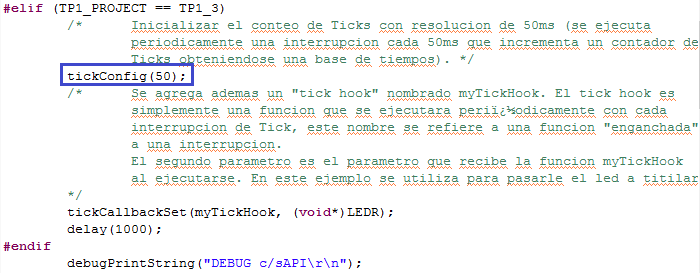 #elif (TP1_PROJECT == TP1_3)
/* Inicializar el conteo de Ticks con resolucion de 50ms (se ejecuta
periodicamente una interrupcion cada 50ms que incrementa un contador de
Ticks obteniendose una base de tiempos). */
tickConfig(50);
/* Se agrega ademas un "tick hook" nombrado myTickHook. El tick hook es
simplemente una funcion que se ejecutara periï¿½odicamente con cada
interrupcion de Tick, este nombre se refiere a una funcion "enganchada"
a una interrupcion.
El segundo parametro es el parametro que recibe la funcion myTickHook
al ejecutarse. En este ejemplo se utiliza para pasarle el led a titilar
*/
tickCallbackSet(myTickHook, (void*)LEDR);
delay(1000);
#endif
debugPrintString("DEBUG c/sAPI\r\n");